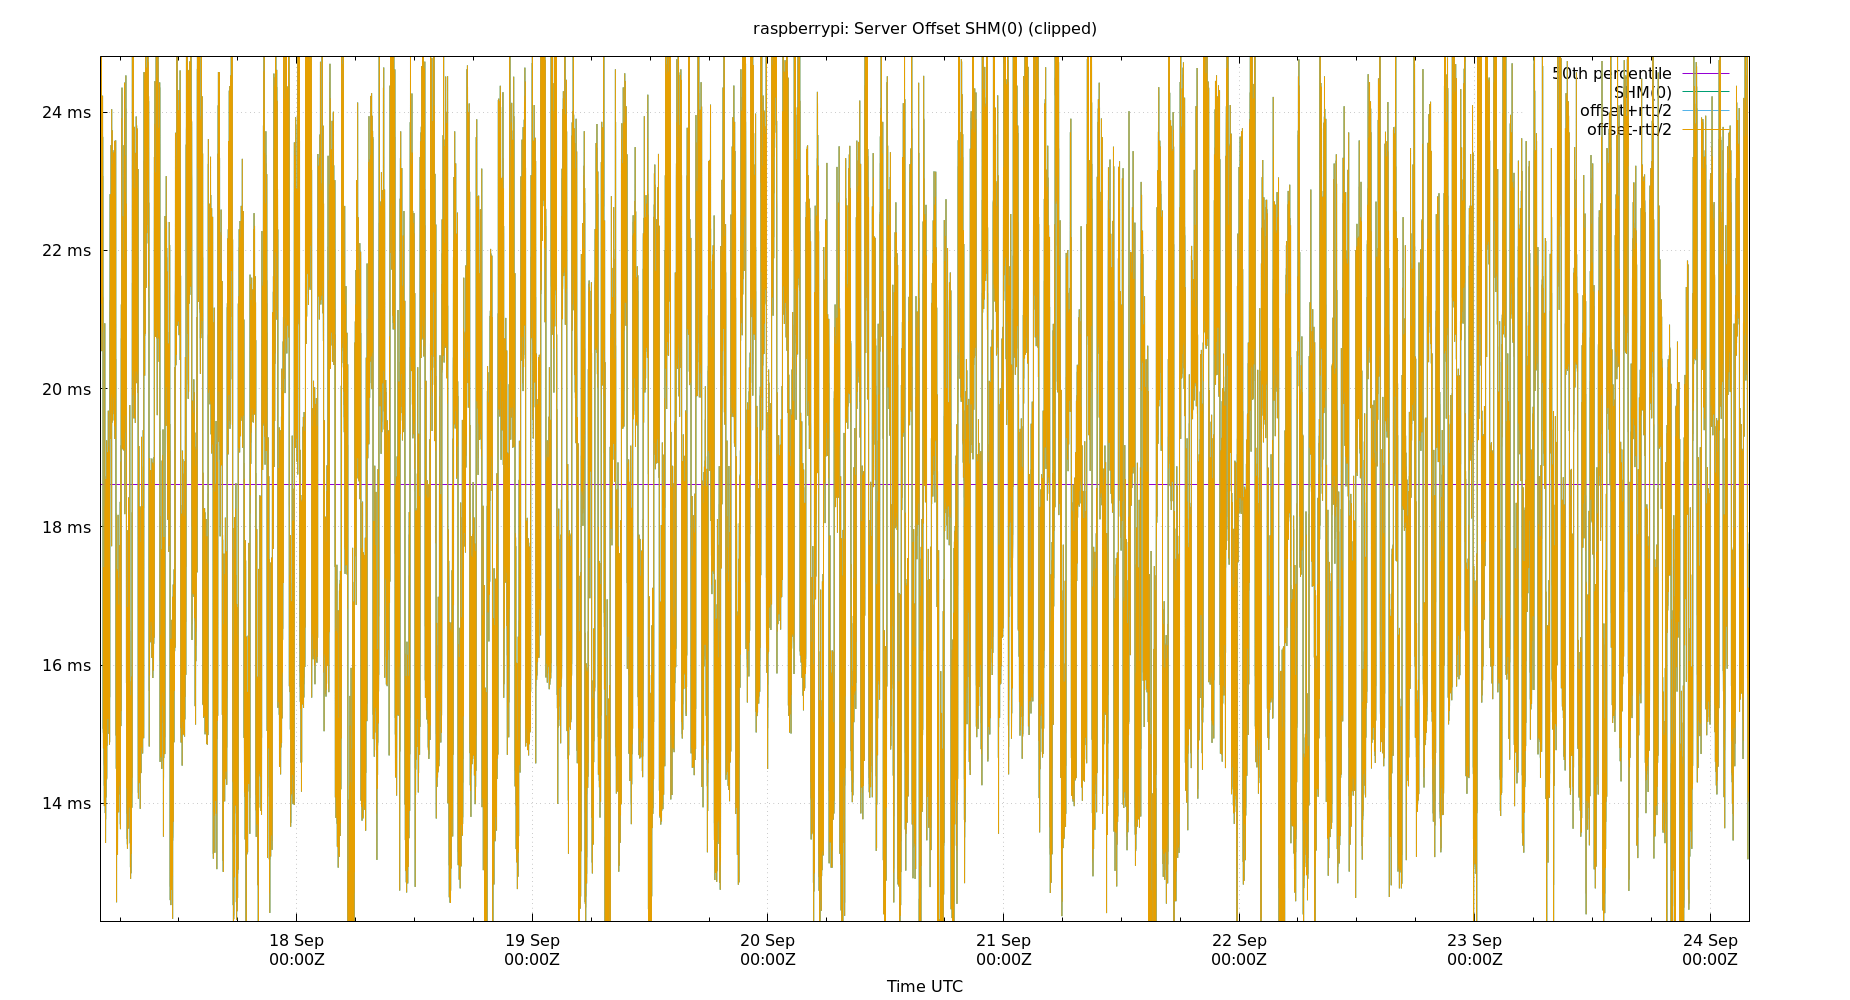 raspberrypi: Server Offset SHM(0) (clipped)
50th percentile
SHM(0)
offset+rtt/2
offset-rtt/2
24 ms
22 ms
20 ms
18 ms
16 ms
14 ms
18 Sep 19 Sep 20 Sep 21 Sep 22 Sep 23 Sep 24 Sep
00:00Z 00:00Z 00:00Z 00:00Z 00:00Z 00:00Z 00:00Z
Time UTC